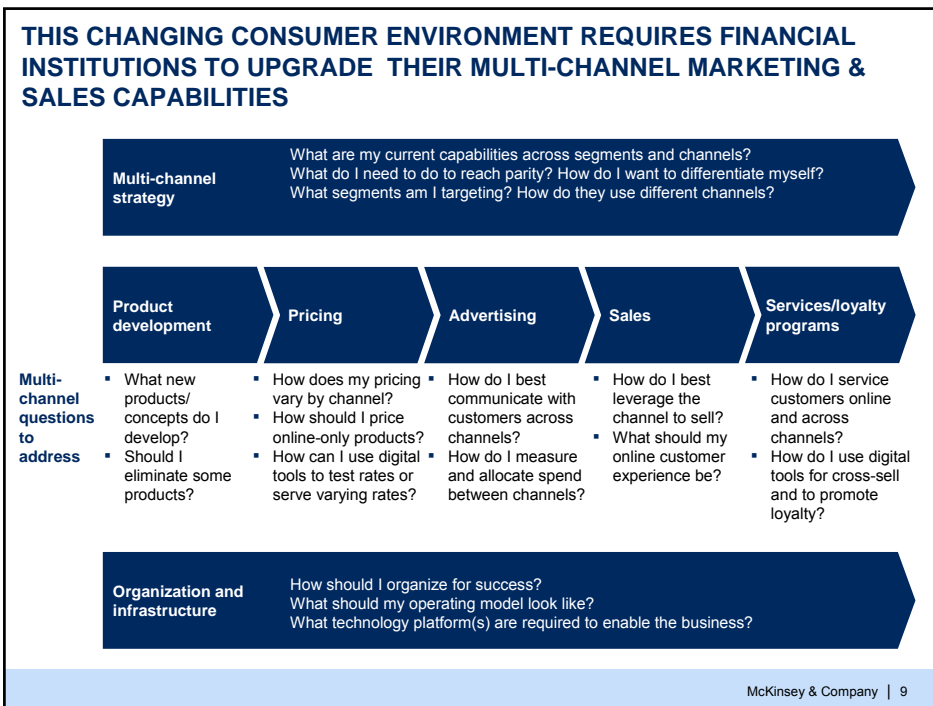 THIS CHANGING CONSUMER ENVIRONMENT REQUIRES FINANCIAL
INSTITUTIONS TO UPGRADE THEIR MULTI-CHANNEL MARKETING &
SALES CAPABILITIES
Multi-channel
strategy
What are my current capabilities across segments and channels?
What do I need to do to reach parity? How do I want to differentiate myself?
What segments am I targeting? How do they use different channels?
Product
development
Pricing
Advertising
Sales
Services/loyalty
programs
Multi-
channel
questions
to
address
▪ What new
products/
concepts do I
develop?
▪ Should I
eliminate some
products?
▪ How does my pricing
vary by channel?
▪ How should I price
online-only products?
▪ How can I use digital
tools to test rates or
serve varying rates?
▪ How do I best
communicate with
customers across
channels?
▪ How do I measure
and allocate spend
between channels?
▪ How do I best
leverage the
channel to sell?
▪ What should my
online customer
experience be?
▪ How do I service
customers online
and across
channels?
▪ How do I use digital
tools for cross-sell
and to promote
loyalty?
Organization and
infrastructure
How should I organize for success?
What should my operating model look like?
What technology platform(s) are required to enable the business?
McKinsey & Company | 9